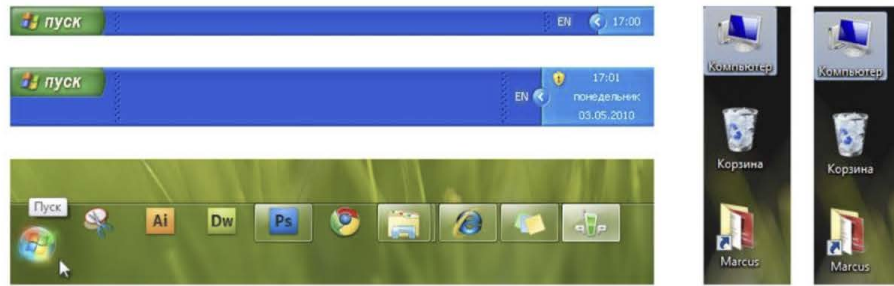 пуск
EN
17:00
пуск
EN
17:01
понедельник
03.05.2010
Пуск
Ai
Dw
Ps
Компьютер
Корзина
Marcus
Компьютер
Корзина
Marcus